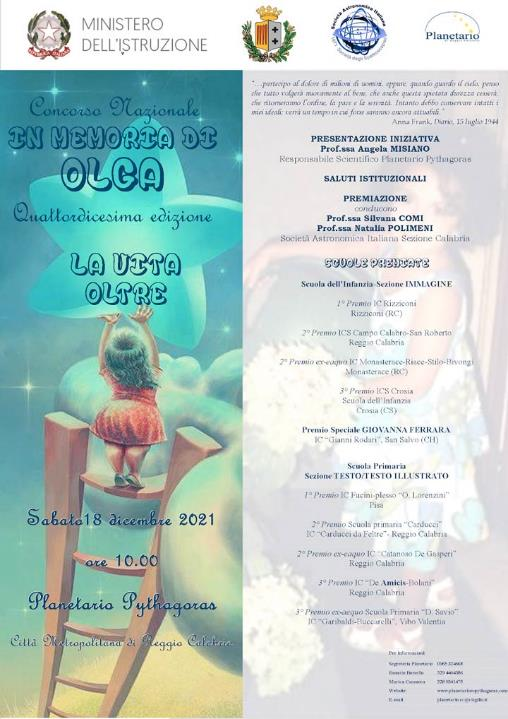 MINISTERO
DELL'ISTRUZIONE
Società Astronomica Italiana
Planetario
Concorso Nazionale
IN MEMORIA DI
OLGA
Quattordicesima edizione
LA VITA
OLTRE
Sabato18 dicembre 2021
ore 10.00
Planetario Pythagoras
Città Metropolitana di Reggio Calabria
"…partecipo al dolore di milioni di uomini, eppure, quando guardo il cielo, penso
che tutto volgerà nuovamente al bene, che anche questa spietata durezza cesserà,
che ritorneranno l'ordine, la pace e la serenità. Intanto debbo conservare intatti i
miei ideali: verrà un tempo in cui forse saranno ancora attuabili."
Anna Frank, Diario, 15 luglio 1944
PRESENTAZIONE INIZIATIVA
Prof.ssa Angela MISIANO
Responsabile Scientifico Planetario Pythagoras
SALUTI ISTITUZIONALI
PREMIAZIONE
conducono
Prof.ssa Silvana COMI
Prof.ssa Natalia POLIMENI
Società Astronomica Italiana Sezione Calabria
SCUOLE PREMIATE
Scuola dell'Infanzia-Sezione IMMAGINE
1° Premio IC Rizziconi
Rizziconi (RC)
2° Premio ICS Campo Calabro-San Roberto
Reggio Calabria
2° Premio ex-eaquo IC Monasterace-Riace-Stilo-Bivongi
Monasterace (RC)
3° Premio ICS Crosia
Scuola dell'Infanzia
Crosia (CS)
Premio Speciale GIOVANNA FERRARA
IC "Gianni Rodari", San Salvo (CH)
Scuola Primaria
Sezione TESTO/TESTO ILLUSTRATO
1° Premio IC Fucini-plesso "O. Lorenzini"
Pisa
2° Premio Scuola primaria "Carducci"
IC "Carducci da Feltre"- Reggio Calabria
2° Premio ex-eaquo IC "Catanoso De Gasperi"
Reggio Calabria
3° Premio IC "De Amicis-Bolani"
Reggio Calabria
3° Premio ex-aequo Scuola Primaria "D. Savio"
IC "Garibaldi-Buccarelli", Vibo Valentia
Per informazioni:
Segreteria Planetario
Website www.planetariumpythagoras.com
E-mail